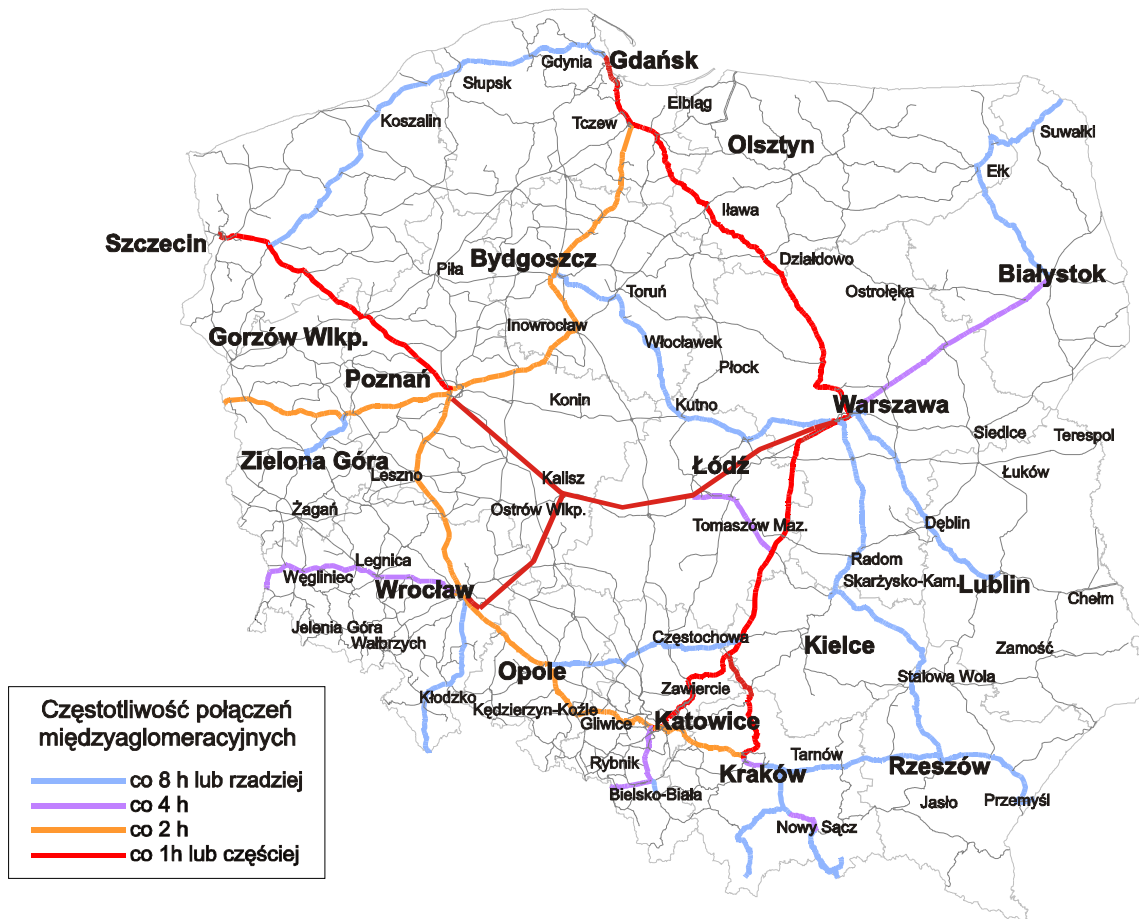 Gdańsk
Gdynia
Słupsk
Elbląg
Koszalin
Tczew
Suwałki
Olsztyn
Ełk
Iława
Szczecin
Bydgoszcz
Działdowo
Piła
Białystok
Toruń
Ostrołęka
Inowrocław
Gorzów Wlkp.
Włocławek
Płock
Poznań
Konin
Kutno
Warszawa
Siedlce
Terespol
Zielona Góra
Łódź
Leszno
Kalisz
Łuków
Żagań
Ostrów Wlkp.
Tomaszów Maz.
Dęblin
Legnica
Radom
Węgliniec
Skarżysko-Kam.
Lublin
Wrocław
Chełm
Jelenia Góra
Wałbrzych
Częstochowa
Kielce
Zamość
Opole
Stalowa Wola
Zawiercie
Kłodzko
Kędzierzyn-Koźle
Gliwice
Katowice
Tarnów
Rybnik
Kraków
Rzeszów
Bielsko-Biała
Jasło
Przemyśl
Nowy Sącz
Częstotliwość połączeń
międzyaglomeracyjnych
co 8 h lub rzadziej
co 4 h
co 2 h
co 1h lub częściej